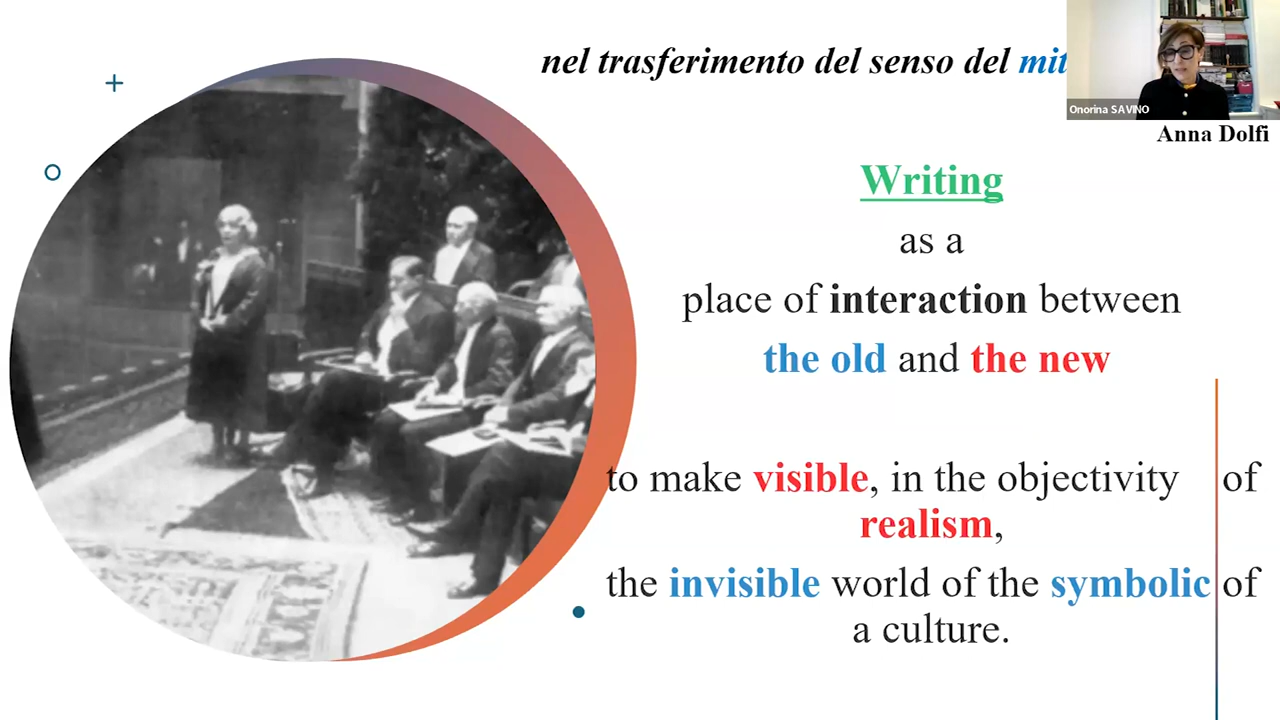 nel trasferimento del senso del mit
Onorina SAVINO
Anna Dolfi
Writing
as a
place of interaction between
the old and the new
to make visible, in the objectivity of
realism,
the invisible world of the symbolic of
a culture.